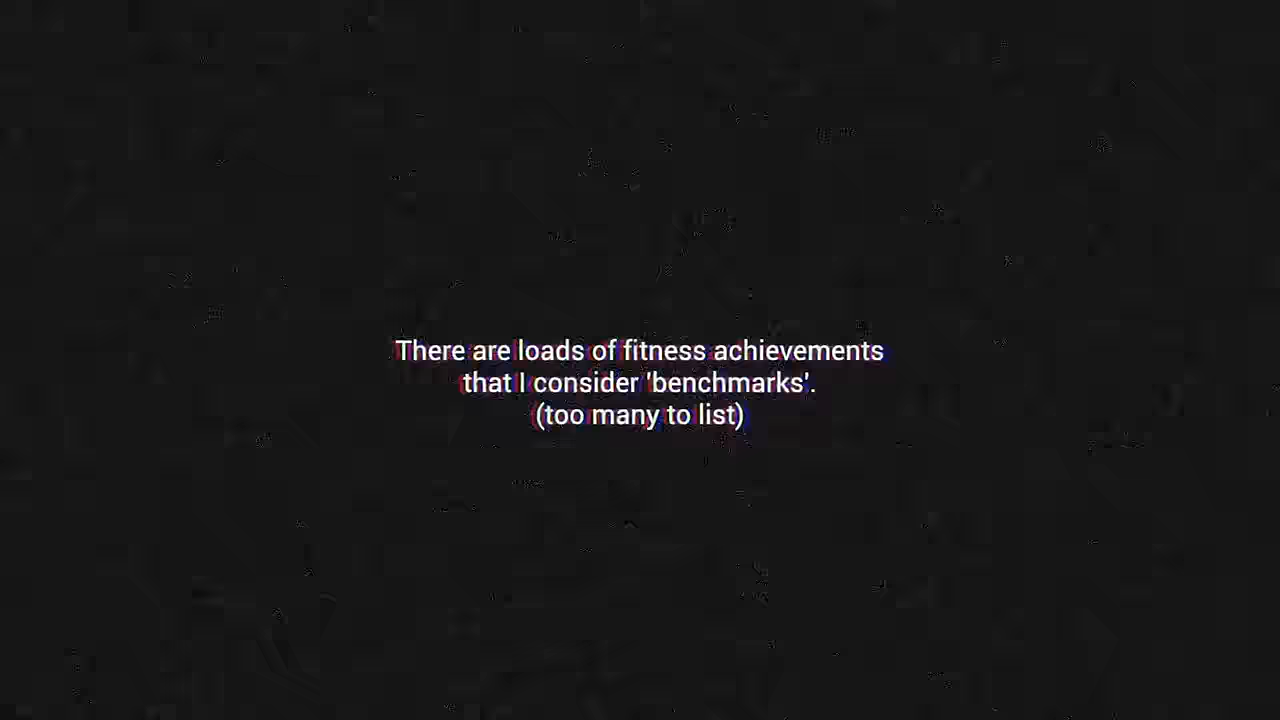 There are loads of fitness achievements
that I consider 'benchmarks'.
(too many to list)